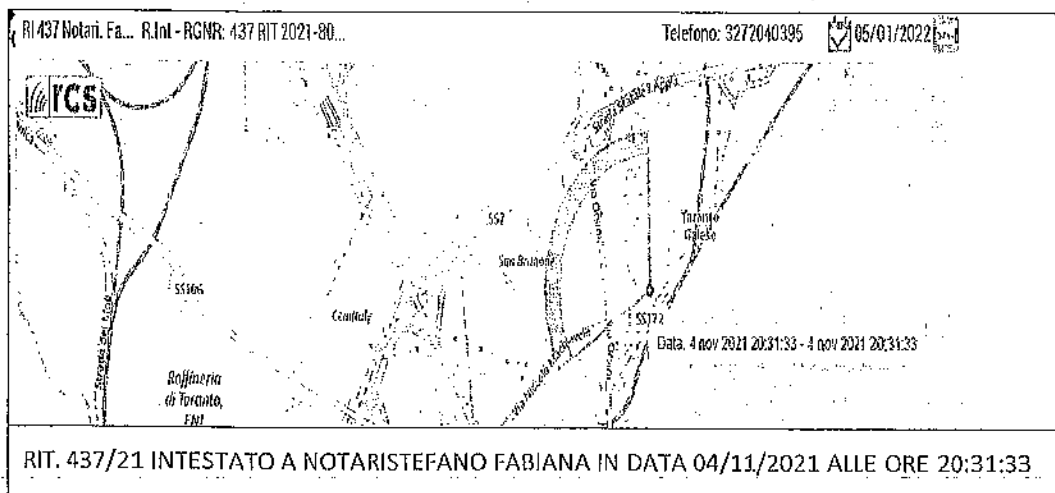 RI 437 Notari. Fa... R.Int - RGNR: 437 RIT 2021-80...
Telefono: 3272040395
05/01/2022
rcs
SS7
Taranto
Galeso
San Brunone
SS106
SS172
Cemitale
Data, 4 nov 2021 20:31:33 - 4 nov 2021 20:31:33
Raffineria
di Taranto,
ENI
RIT. 437/21 INTESTATO A NOTARISTEFANO FABIANA IN DATA 04/11/2021 ALLE ORE 20:31:33